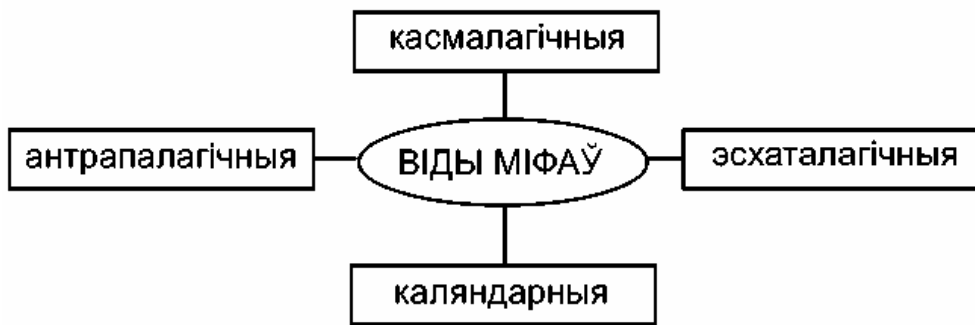 касмалагічныя
антрапалагічныя
ВІДЫ МІФАЎ
эсхаталагічныя
каляндарныя